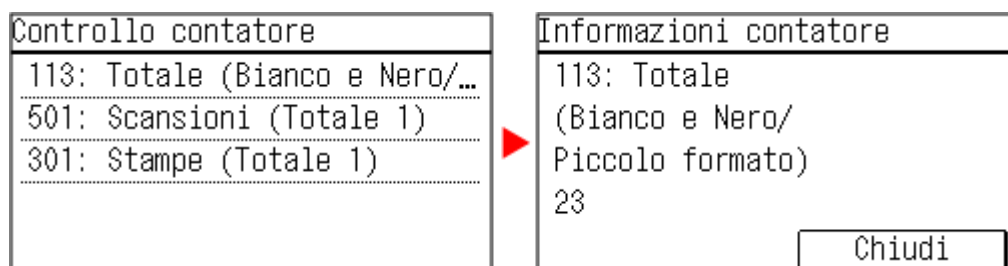 Controllo contatore
113: Totale (Bianco e Nero/…
501: Scansioni (Totale 1)
301: Stampe (Totale 1)
Informazioni contatore
113: Totale
(Bianco e Nero/
Piccolo formato)
23
Chiudi